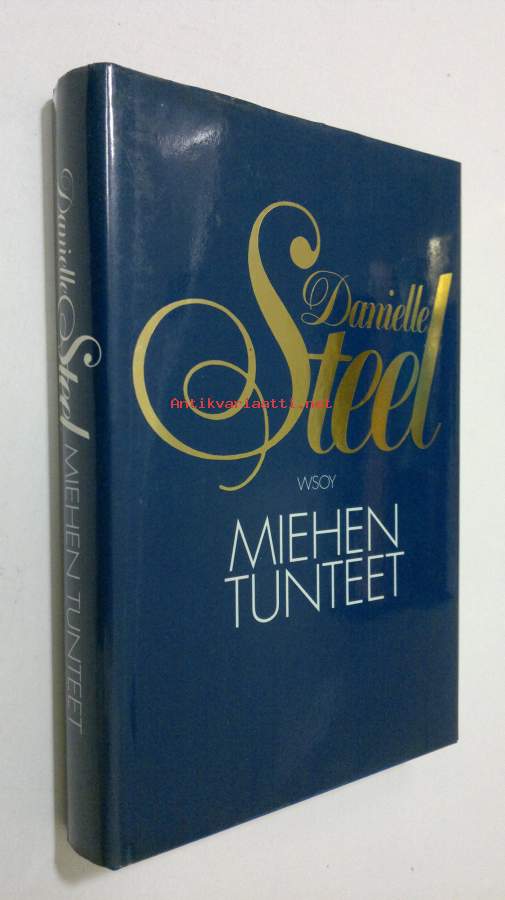 Danielle
Steel
WSOY
MIEHEN
TUNTEET
Danielle Steel MIEHEN TUNTEET
Antikvariaatti.net